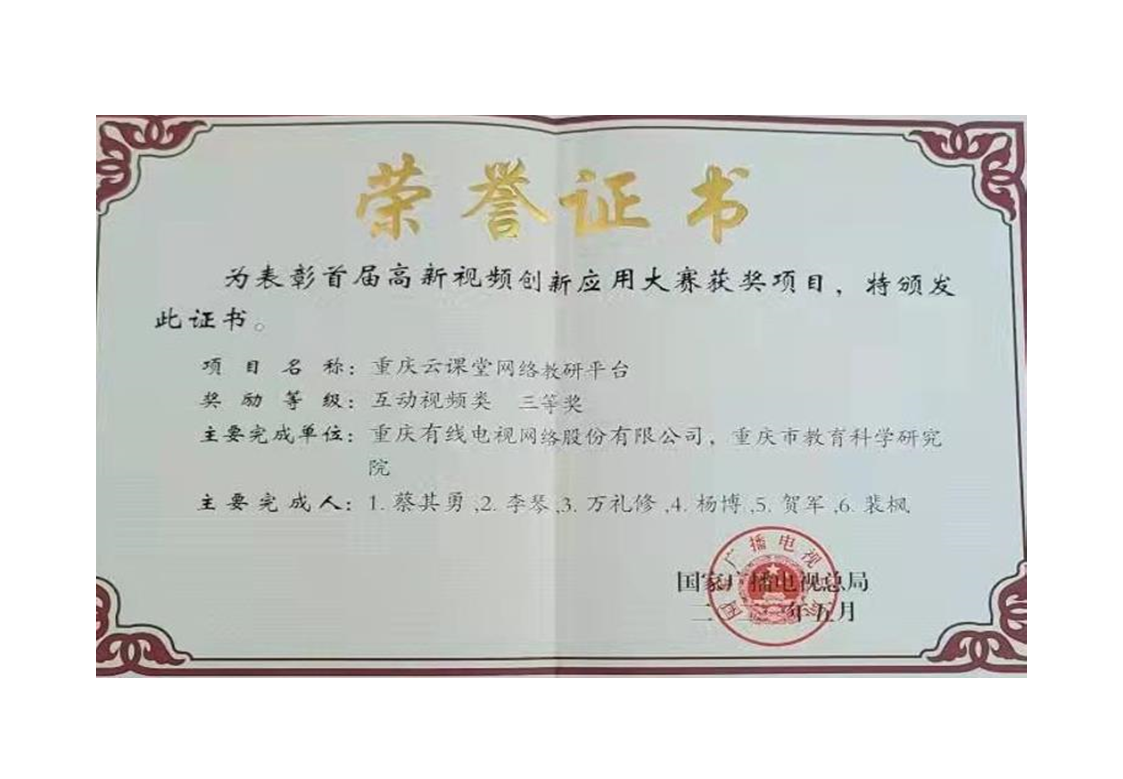 荣誉证书
为表彰首届高新视频创新应用大赛获奖项目，特颁发
此证书。
项目名称：重庆云课堂网络教研平台
奖励等级：互动视频类 三等奖
主要完成单位：重庆有线电视网络股份有限公司，重庆市教育科学研究
院
主要完成人：1.蔡其勇,2.李琴,3.万礼修,4.杨博,5.贺军,6.裴枫
国家广播电视总局
二 年五月